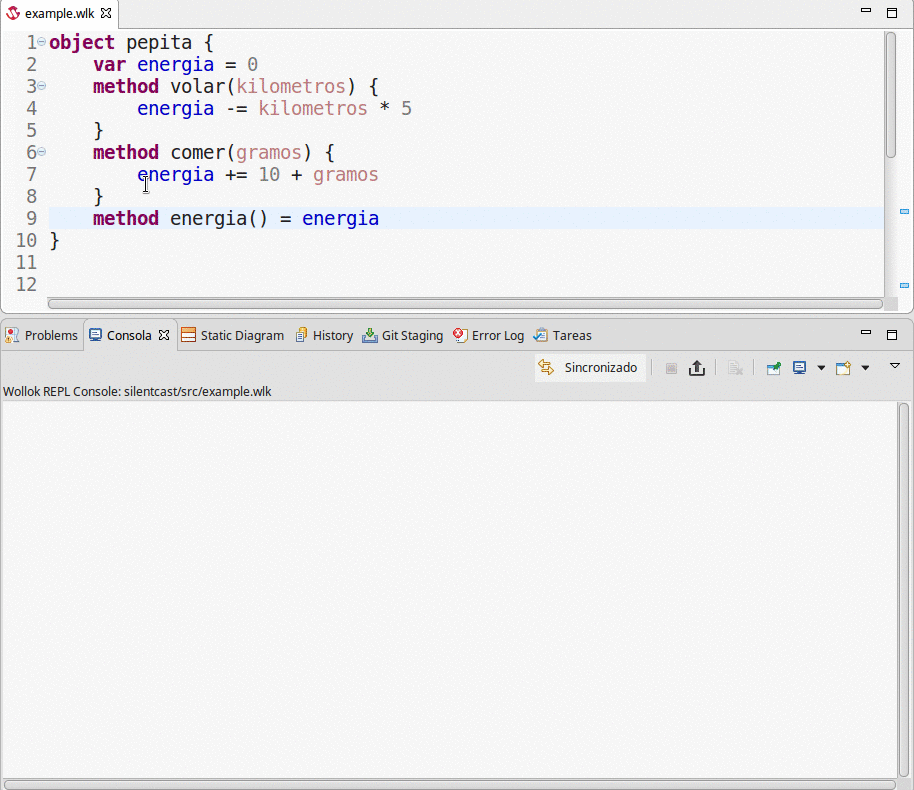 example.wlk
1 object pepita {
2     var energia = 0
3     method volar(kilometros) {
4         energia -= kilometros * 5
5     }
6     method comer(gramos) {
7         energia += 10 + gramos
8     }
9     method energia() = energia
10 }
11
12
Problems Consola Static Diagram History Git Staging Error Log Tareas
Sincronizado
Wollok REPL Console: silentcast/src/example.wlk